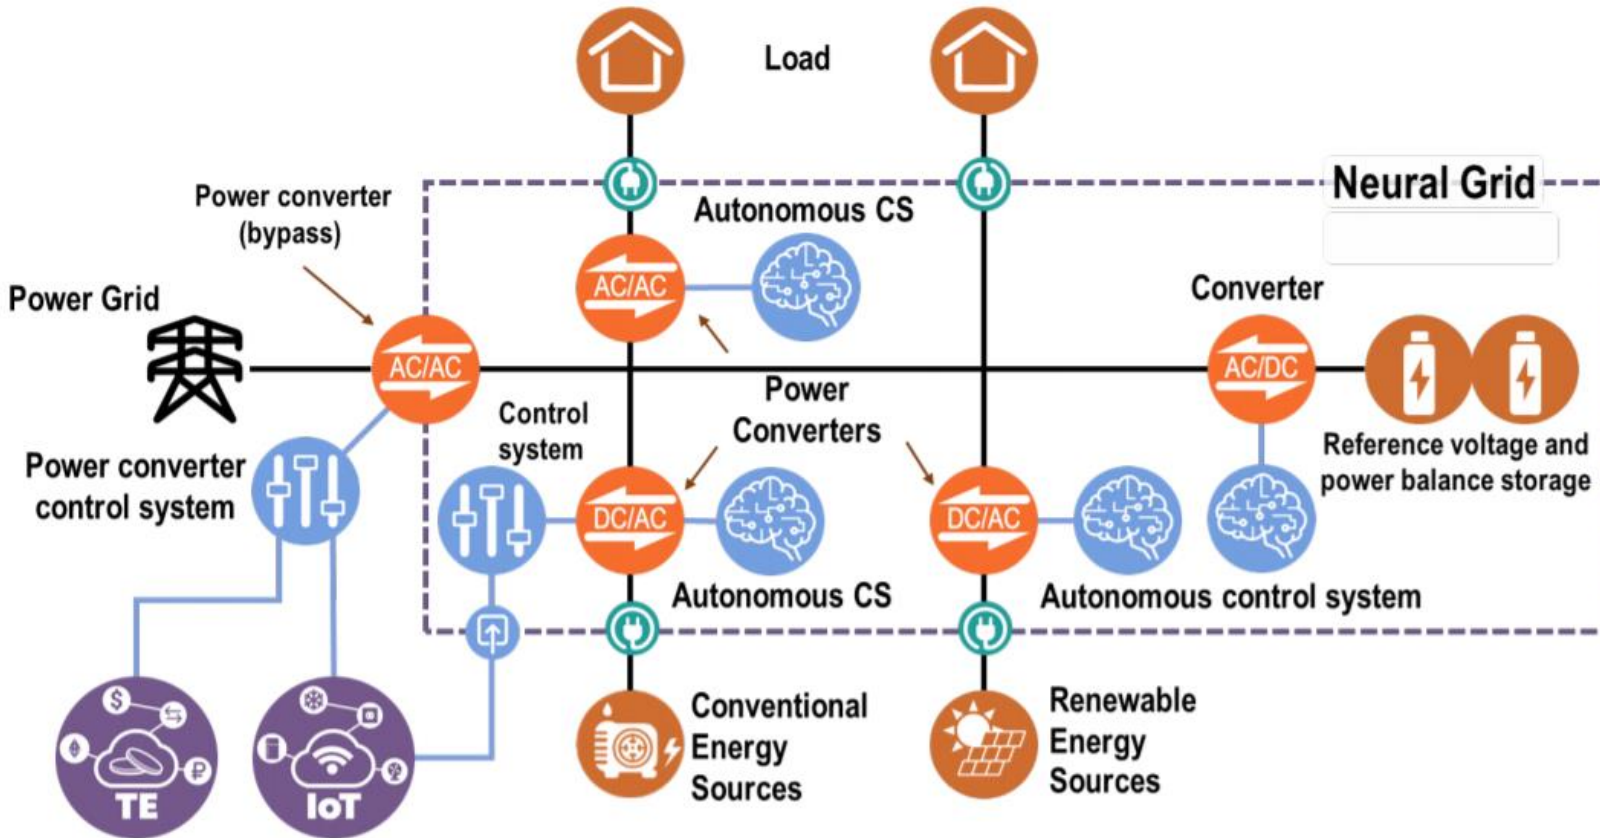 Load
Neural Grid
Power converter
(bypass)
Autonomous CS
AC/AC
Converter
Power Grid
AC/AC
AC/DC
Power
Converters
Control
system
Reference voltage and
power balance storage
Power converter
control system
DC/AC
DC/AC
Autonomous CS
Autonomous control system
Conventional
Energy
Sources
Renewable
Energy
Sources
$
₽
TE
IoT